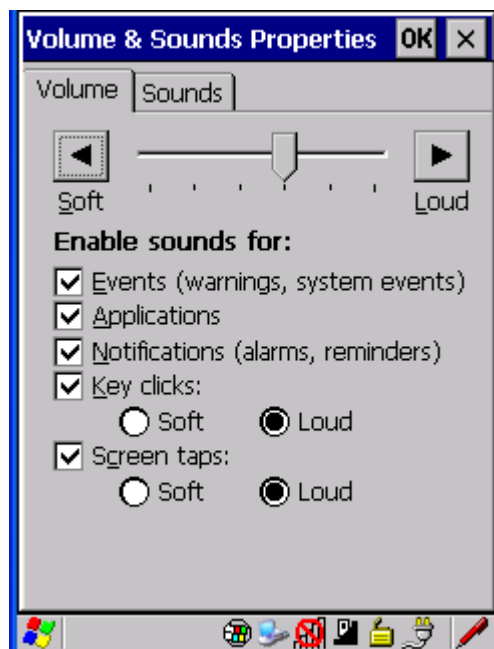 Volume & Sounds Properties OK ×
Volume Sounds
Soft Loud
Enable sounds for:
Events (warnings, system events)
Applications
Notifications (alarms, reminders)
Key clicks:
Soft Loud
Screen taps:
Soft Loud